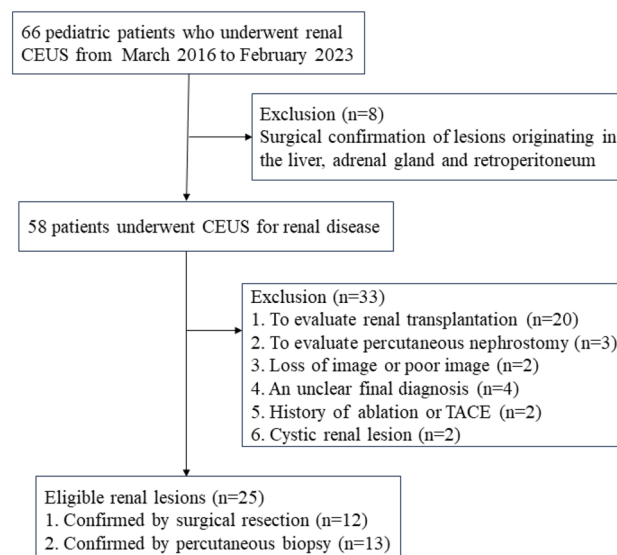 66 pediatric patients who underwent renal
CEUS from March 2016 to February 2023
Exclusion (n=8)
Surgical confirmation of lesions originating in
the liver, adrenal gland and retroperitoneum
58 patients underwent CEUS for renal disease
Exclusion (n=33)
1. To evaluate renal transplantation (n=20)
2. To evaluate percutaneous nephrostomy (n=3)
3. Loss of image or poor image (n=2)
4. An unclear final diagnosis (n=4)
5. History of ablation or TACE (n=2)
6. Cystic renal lesion (n=2)
Eligible renal lesions (n=25)
1. Confirmed by surgical resection (n=12)
2. Confirmed by percutaneous biopsy (n=13)